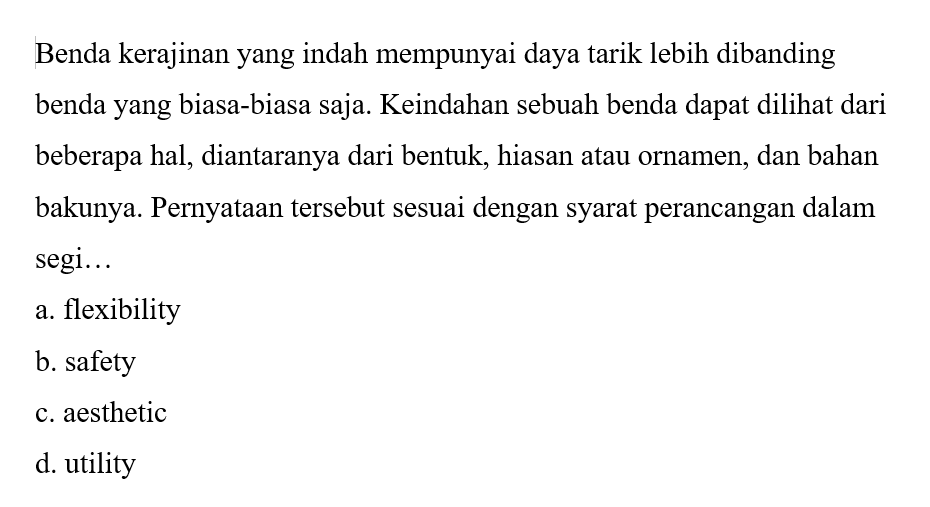 Benda kerajinan yang indah mempunyai daya tarik lebih dibanding
benda yang biasa-biasa saja. Keindahan sebuah benda dapat dilihat dari
beberapa hal, diantaranya dari bentuk, hiasan atau ornamen, dan bahan
bakunya. Pernyataan tersebut sesuai dengan syarat perancangan dalam
segi…
a. flexibility
b. safety
c. aesthetic
d. utility